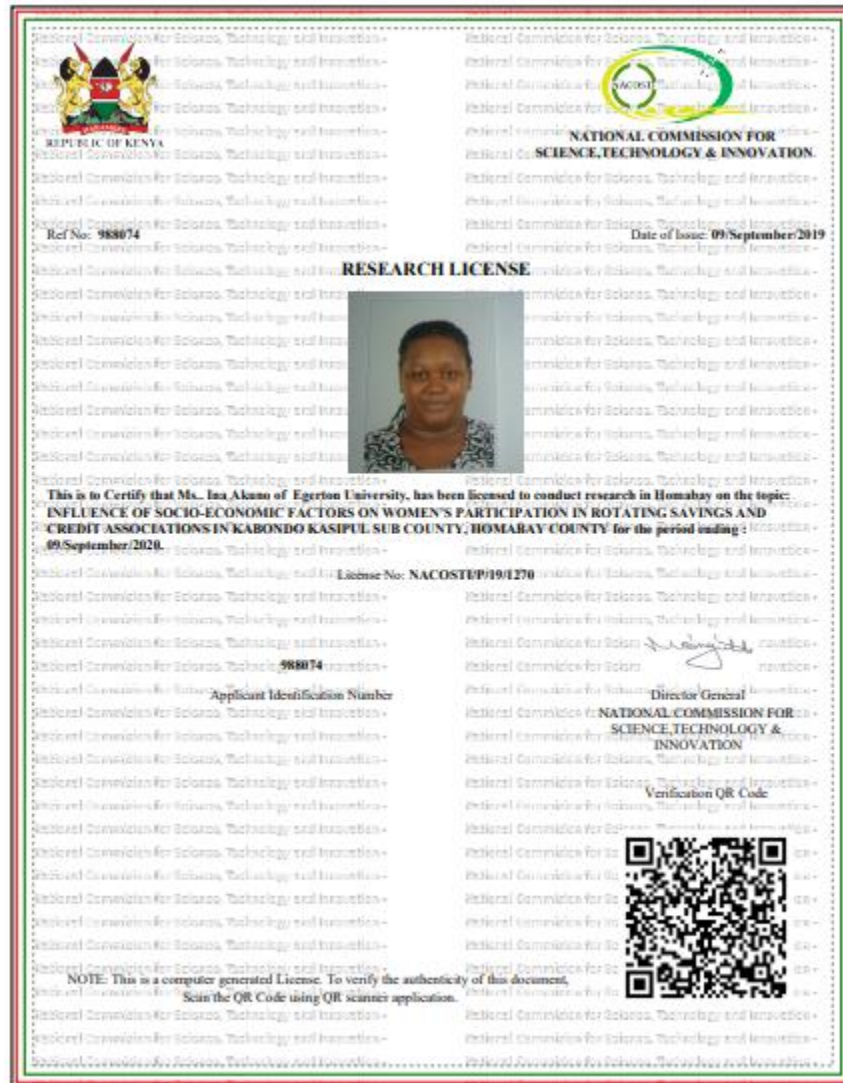 HARAMBEE
REPUBLIC OF KENYA
NACOSTI
NATIONAL COMMISSION FOR
SCIENCE,TECHNOLOGY & INNOVATION
Ref No: 988074
Date of Issue: 09/September/2019
RESEARCH LICENSE
This is to Certify that Ms.. Ina Akuno of Egerton University, has been licensed to conduct research in Homabay on the topic:
INFLUENCE OF SOCIO-ECONOMIC FACTORS ON WOMEN'S PARTICIPATION IN ROTATING SAVINGS AND
CREDIT ASSOCIATIONS IN KABONDO KASIPUL SUB COUNTY, HOMABAY COUNTY for the period ending :
09/September/2020.
License No: NACOSTI/P/19/1270
988074
Applicant Identification Number
Director General
NATIONAL COMMISSION FOR
SCIENCE,TECHNOLOGY &
INNOVATION
Verification QR Code
NOTE: This is a computer generated License. To verify the authenticity of this document,
Scan the QR Code using QR scanner application.